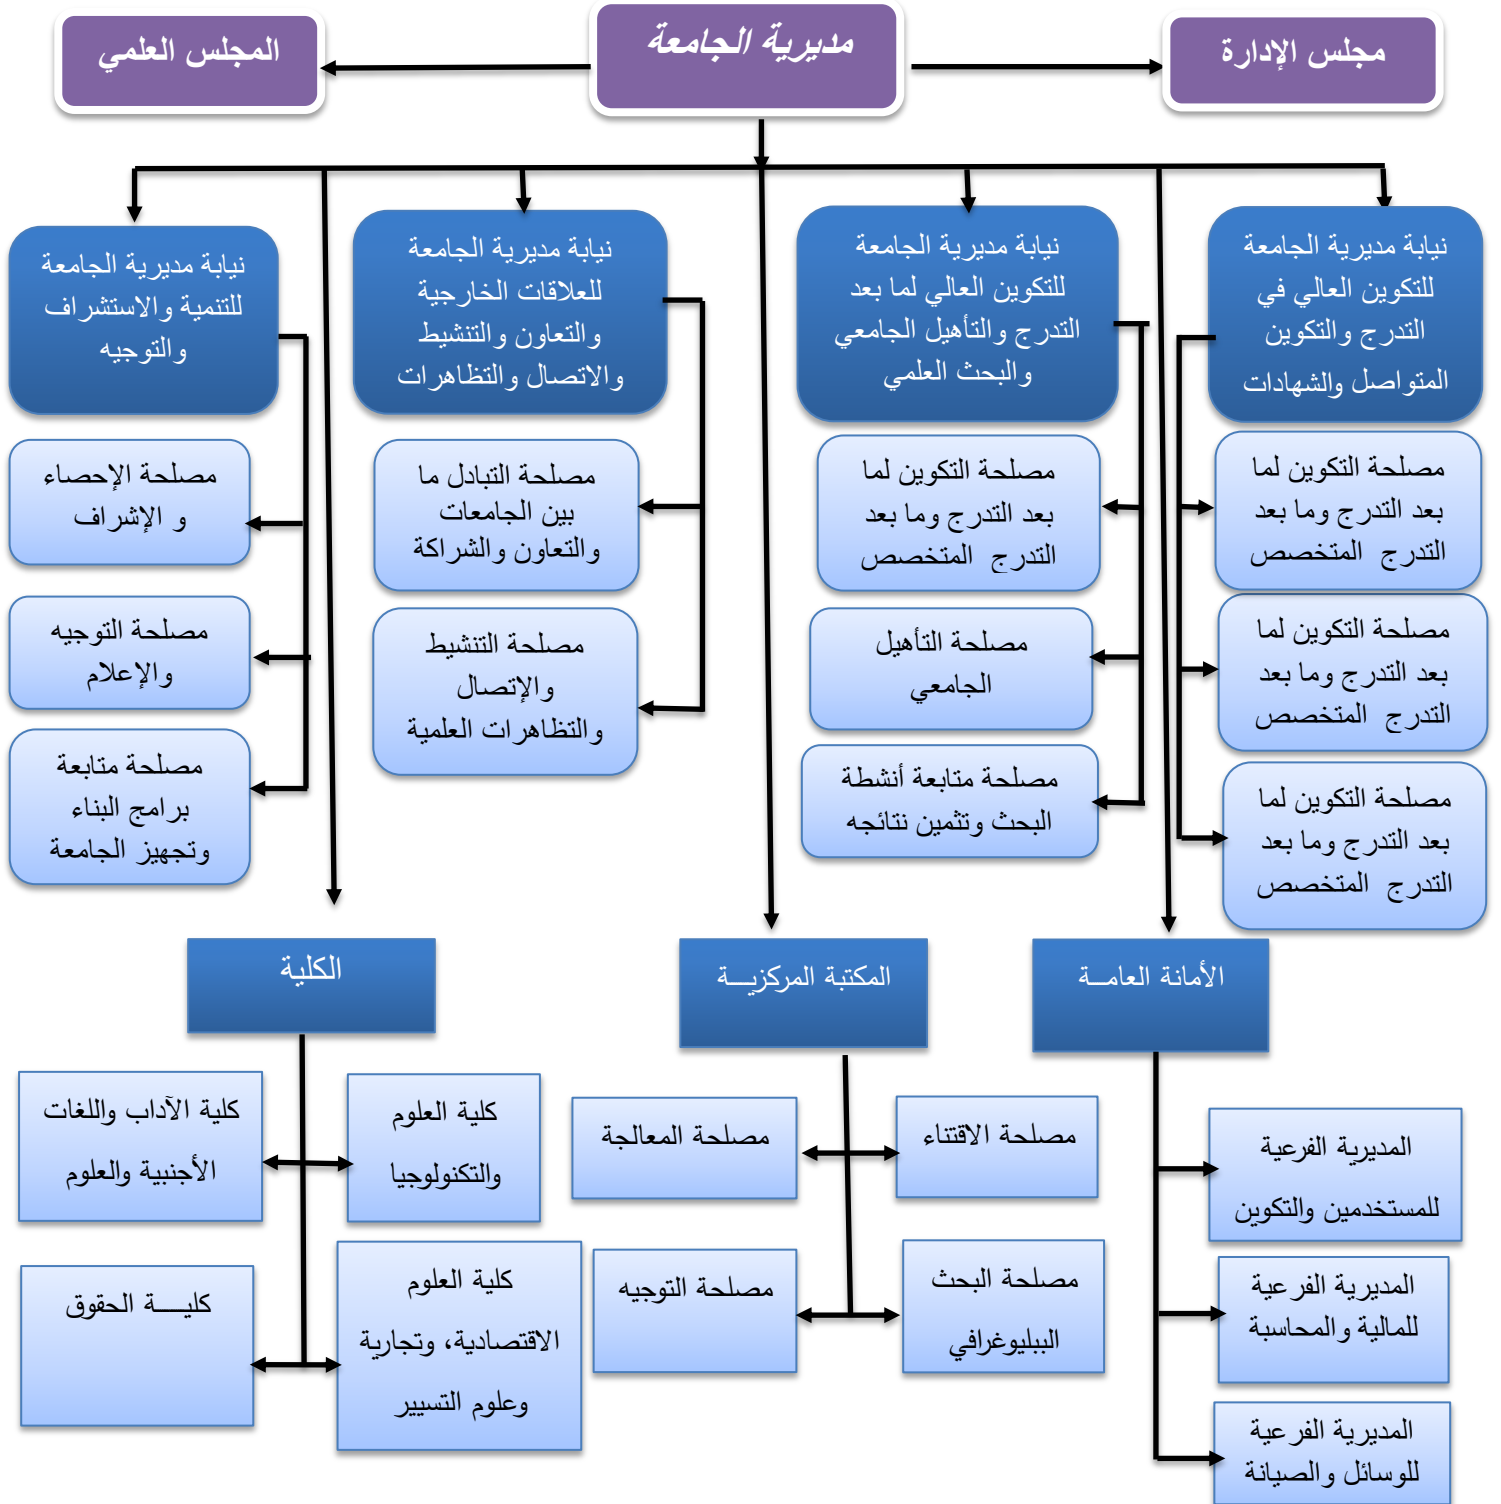 مجلس الإدارة
مديرية الجامعة
المجلس العلمي
نيابة مديرية الجامعة
للتكوين العالي في
التدرج والتكوين
المتواصل والشهادات
نيابة مديرية الجامعة
للتكوين العالي لما بعد
التدرج والتأهيل الجامعي
والبحث العلمي
نيابة مديرية الجامعة
للعلاقات الخارجية
والتعاون والتنشيط
والاتصال والتظاهرات
نيابة مديرية الجامعة
للتنمية والاستشراف
والتوجيه
مصلحة التكوين لما
بعد التدرج وما بعد
التدرج المتخصص
مصلحة التكوين لما
بعد التدرج وما بعد
التدرج المتخصص
مصلحة التكوين لما
بعد التدرج وما بعد
التدرج المتخصص
مصلحة التكوين لما
بعد التدرج وما بعد
التدرج المتخصص
مصلحة التأهيل
الجامعي
مصلحة متابعة أنشطة
البحث وتثمين نتائجه
مصلحة التبادل ما
بين الجامعات
والتعاون والشراكة
مصلحة التنشيط
والإتصال
والتظاهرات العلمية
مصلحة الإحصاء
و الإشراف
مصلحة التوجيه
والإعلام
مصلحة متابعة
برامج البناء
وتجهيز الجامعة
الأمانة العامــة
المكتبة المركزيــة
الكلية
المديرية الفرعية
للمستخدمين والتكوين
المديرية الفرعية
للمالية والمحاسبة
المديرية الفرعية
للوسائل والصيانة
مصلحة الاقتناء
مصلحة المعالجة
مصلحة البحث
الببليوغرافي
مصلحة التوجيه
كلية العلوم
والتكنولوجيا
كلية الآداب واللغات
الأجنبية والعلوم
كلية العلوم
الاقتصادية، وتجارية
وعلوم التسيير
كليــــة الحقوق